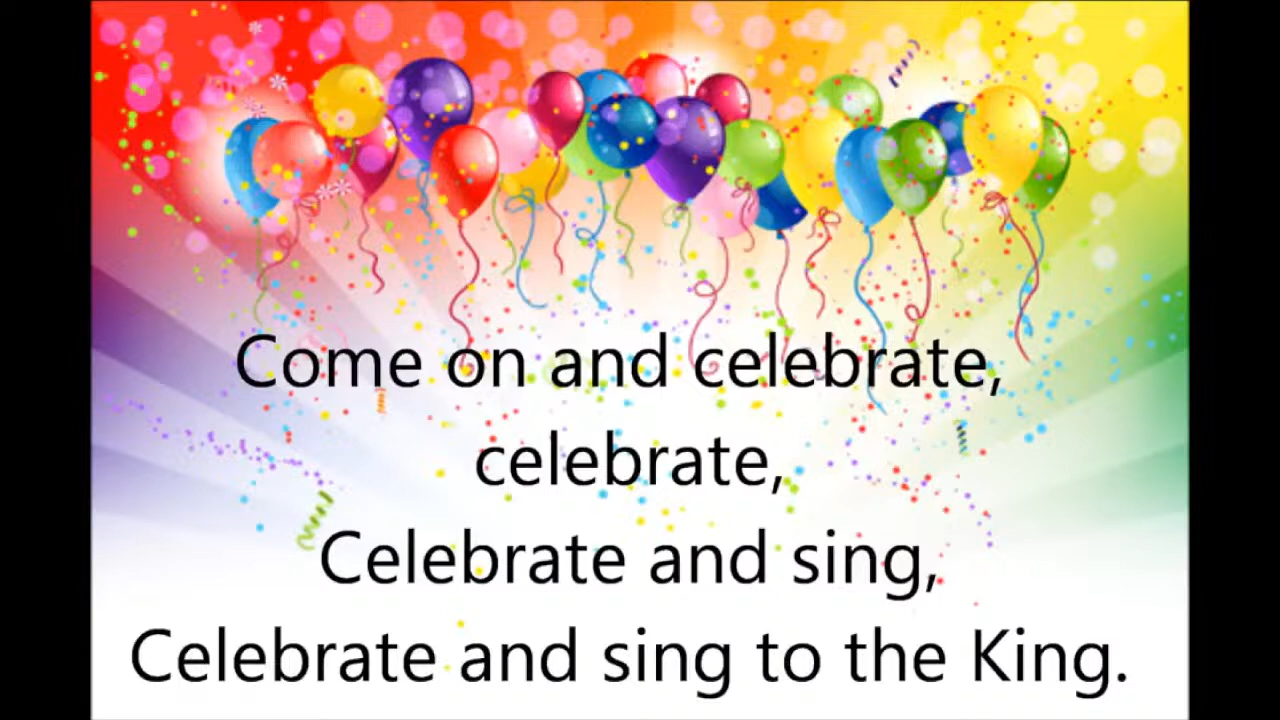 Come on and celebrate,
celebrate,
Celebrate and sing,
Celebrate and sing to the King.